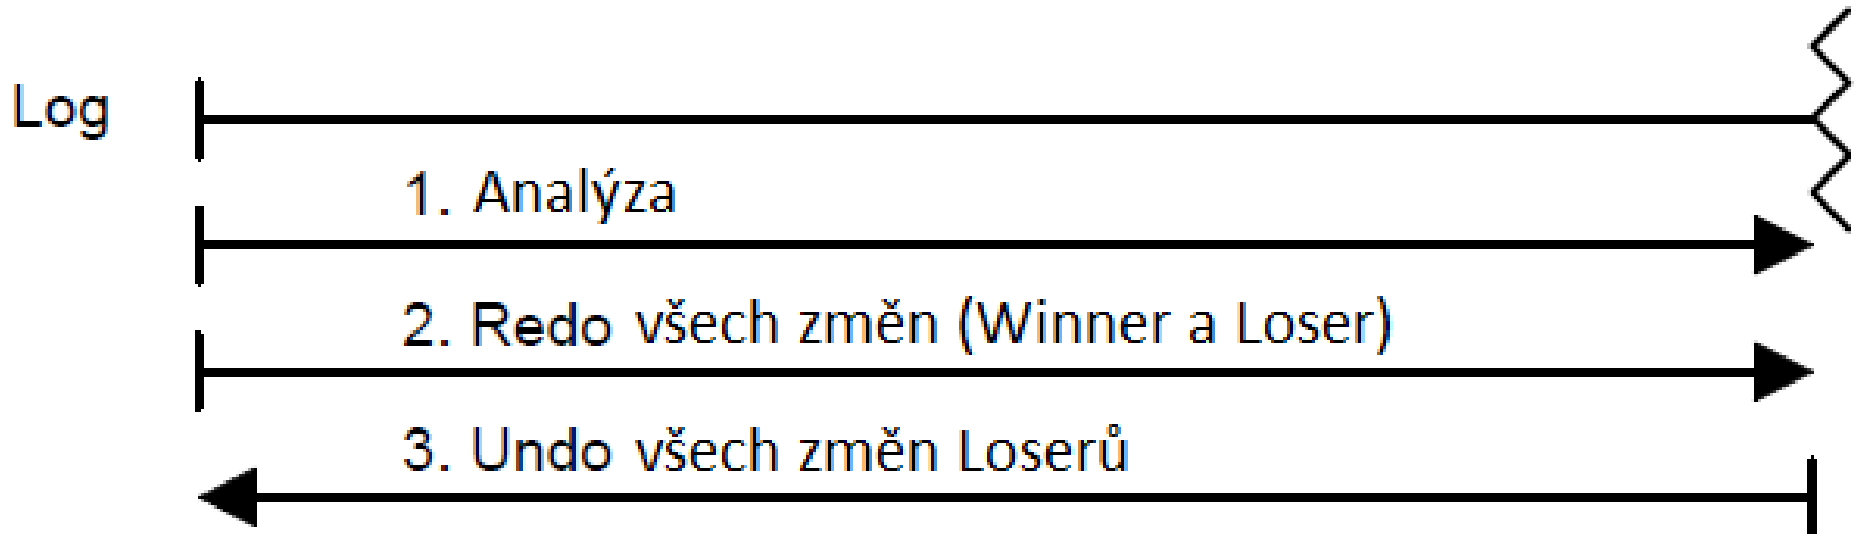 Log
1. Analýza
2. Redo všech změn (Winner a Loser)
3. Undo všech změn Loserů